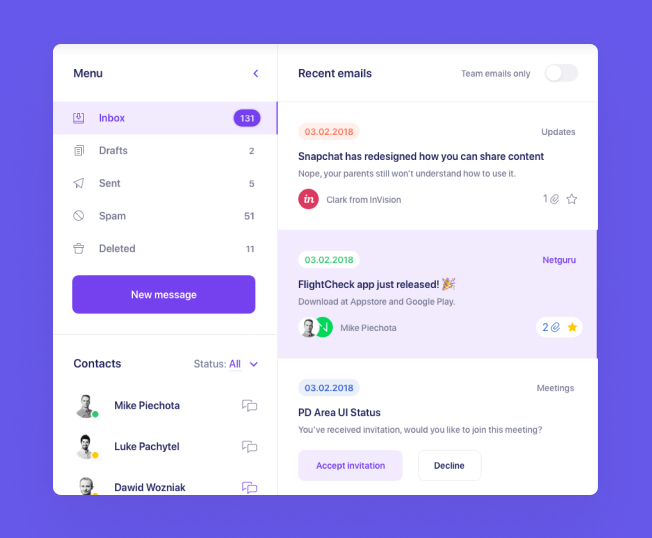 Menu
Inbox 131
Drafts 2
Sent 5
Spam 51
Deleted 11
New message
Contacts Status: All
Mike Piechota
Luke Pachytel
Dawid Wozniak
Recent emails Team emails only
03.02.2018 Updates
Snapchat has redesigned how you can share content
Nope, your parents still won't understand how to use it.
in Clark from InVision 1
03.02.2018 Netguru
FlightCheck app just released! 🎉
Download at Appstore and Google Play.
N Mike Piechota 2
03.02.2018 Meetings
PD Area UI Status
You've received invitation, would you like to join this meeting?
Accept invitation Decline